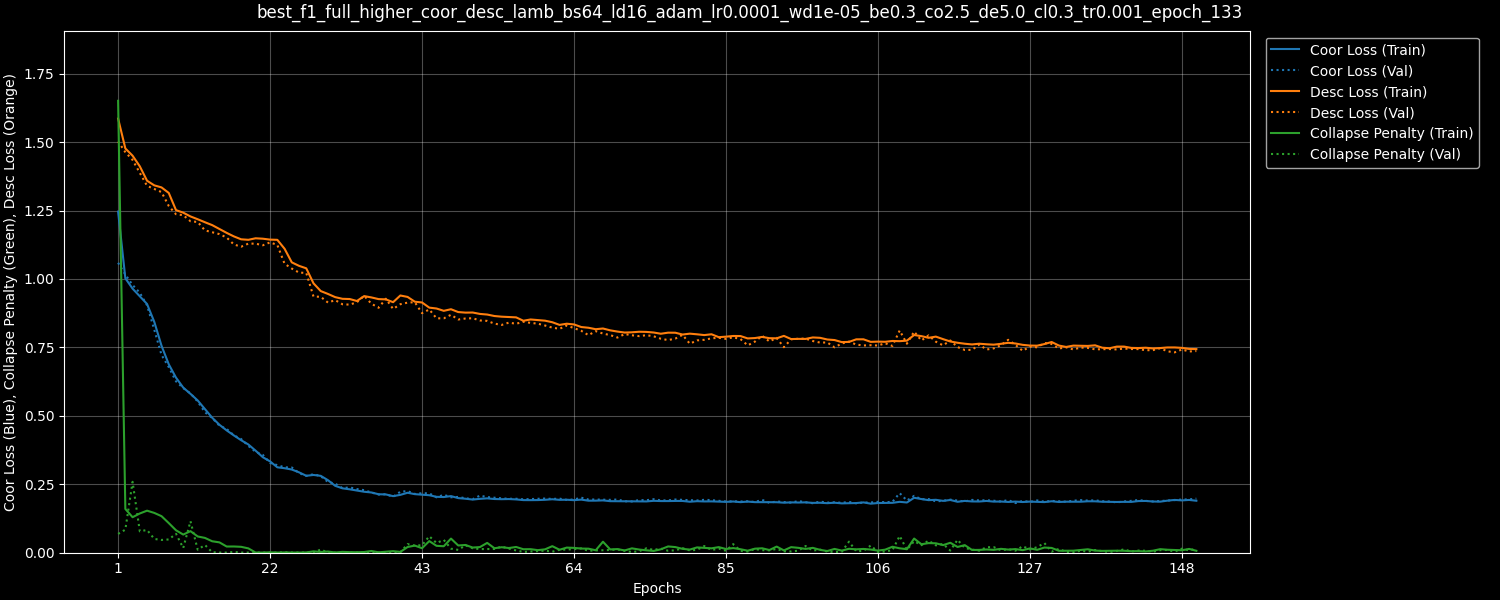 best_f1_full_higher_coor_desc_lamb_bs64_ld16_adam_lr0.0001_wd1e-05_be0.3_co2.5_de5.0_cl0.3_tr0.001_epoch_133
Coor Loss (Blue), Collapse Penalty (Green), Desc Loss (Orange)
1.75
1.50
1.25
1.00
0.75
0.50
0.25
0.00
1 22 43 64 85 106 127 148
Epochs
Coor Loss (Train)
Coor Loss (Val)
Desc Loss (Train)
Desc Loss (Val)
Collapse Penalty (Train)
Collapse Penalty (Val)